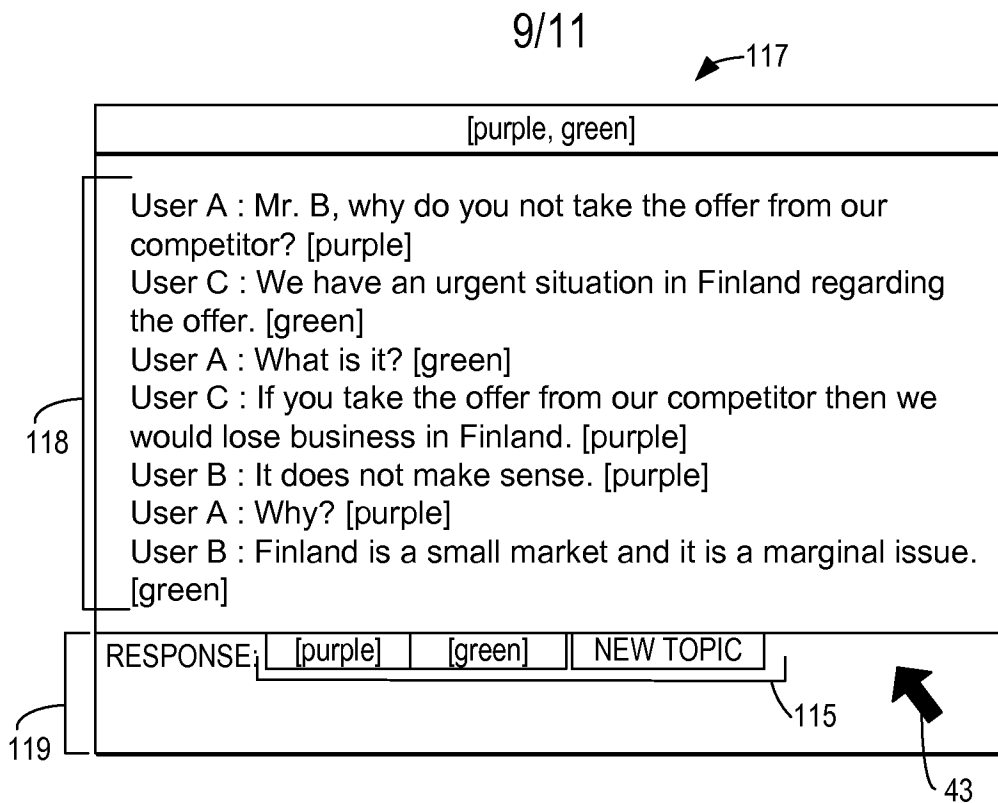 9/11
117
[purple, green]
User A : Mr. B, why do you not take the offer from our
competitor? [purple]
User C : We have an urgent situation in Finland regarding
the offer. [green]
User A : What is it? [green]
User C : If you take the offer from our competitor then we
would lose business in Finland. [purple]
118
User B : It does not make sense. [purple]
User A : Why? [purple]
User B : Finland is a small market and it is a marginal issue.
[green]
RESPONSE: [purple] [green] NEW TOPIC
115
119
43